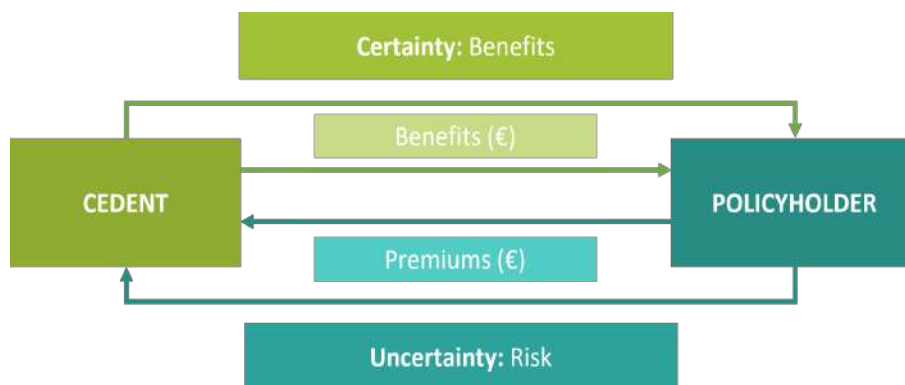 Certainty: Benefits
Benefits (€)
CEDENT
POLICYHOLDER
Premiums (€)
Uncertainty: Risk